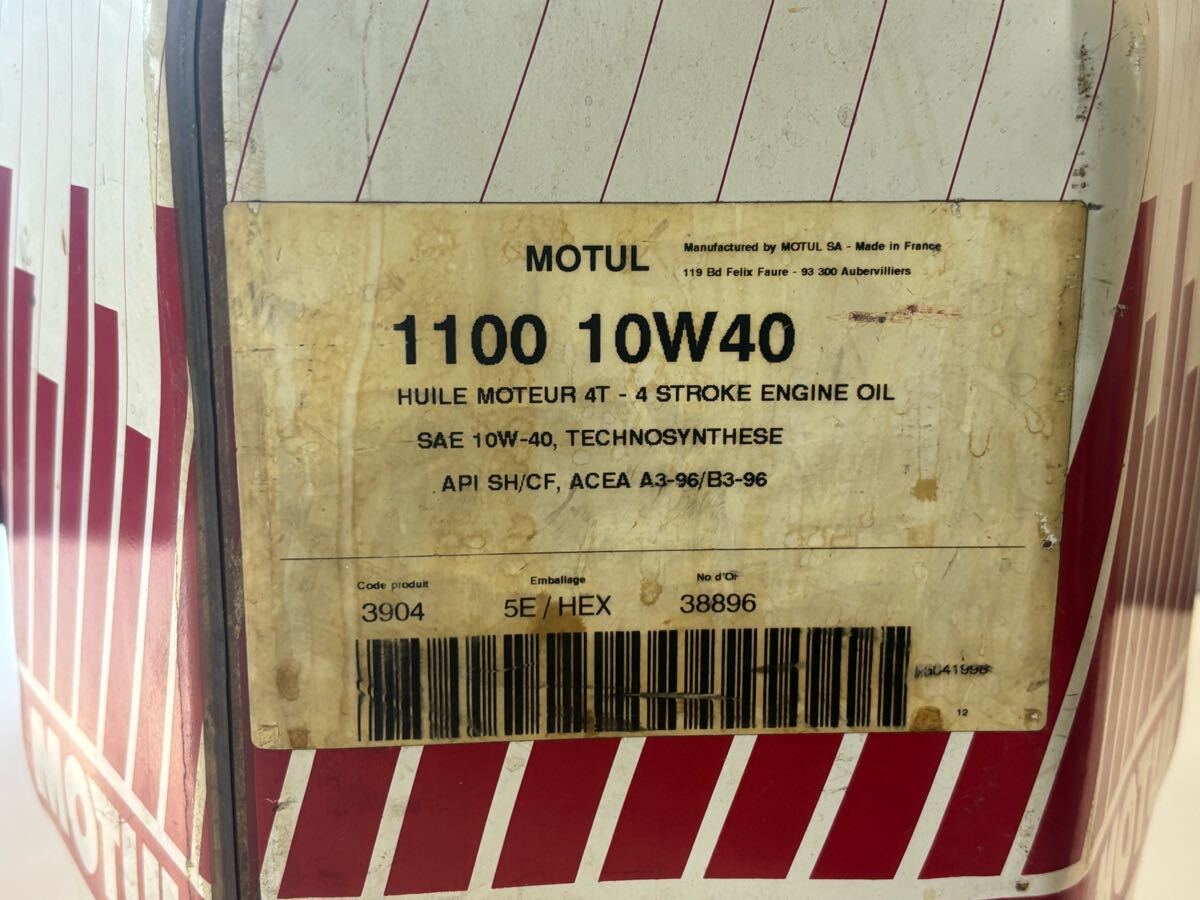 MOTUL
Manufactured by MOTUL SA - Made in France
119 Bd Felix Faure - 93 300 Aubervilliers
1100 10W40
HUILE MOTEUR 4T - 4 STROKE ENGINE OIL
SAE 10W-40, TECHNOSYNTHESE
API SH/CF, ACEA A3-96/B3-96
Code produit
3904
Emballage
5E / HEX
No d'OF
38896
12
MOTUL